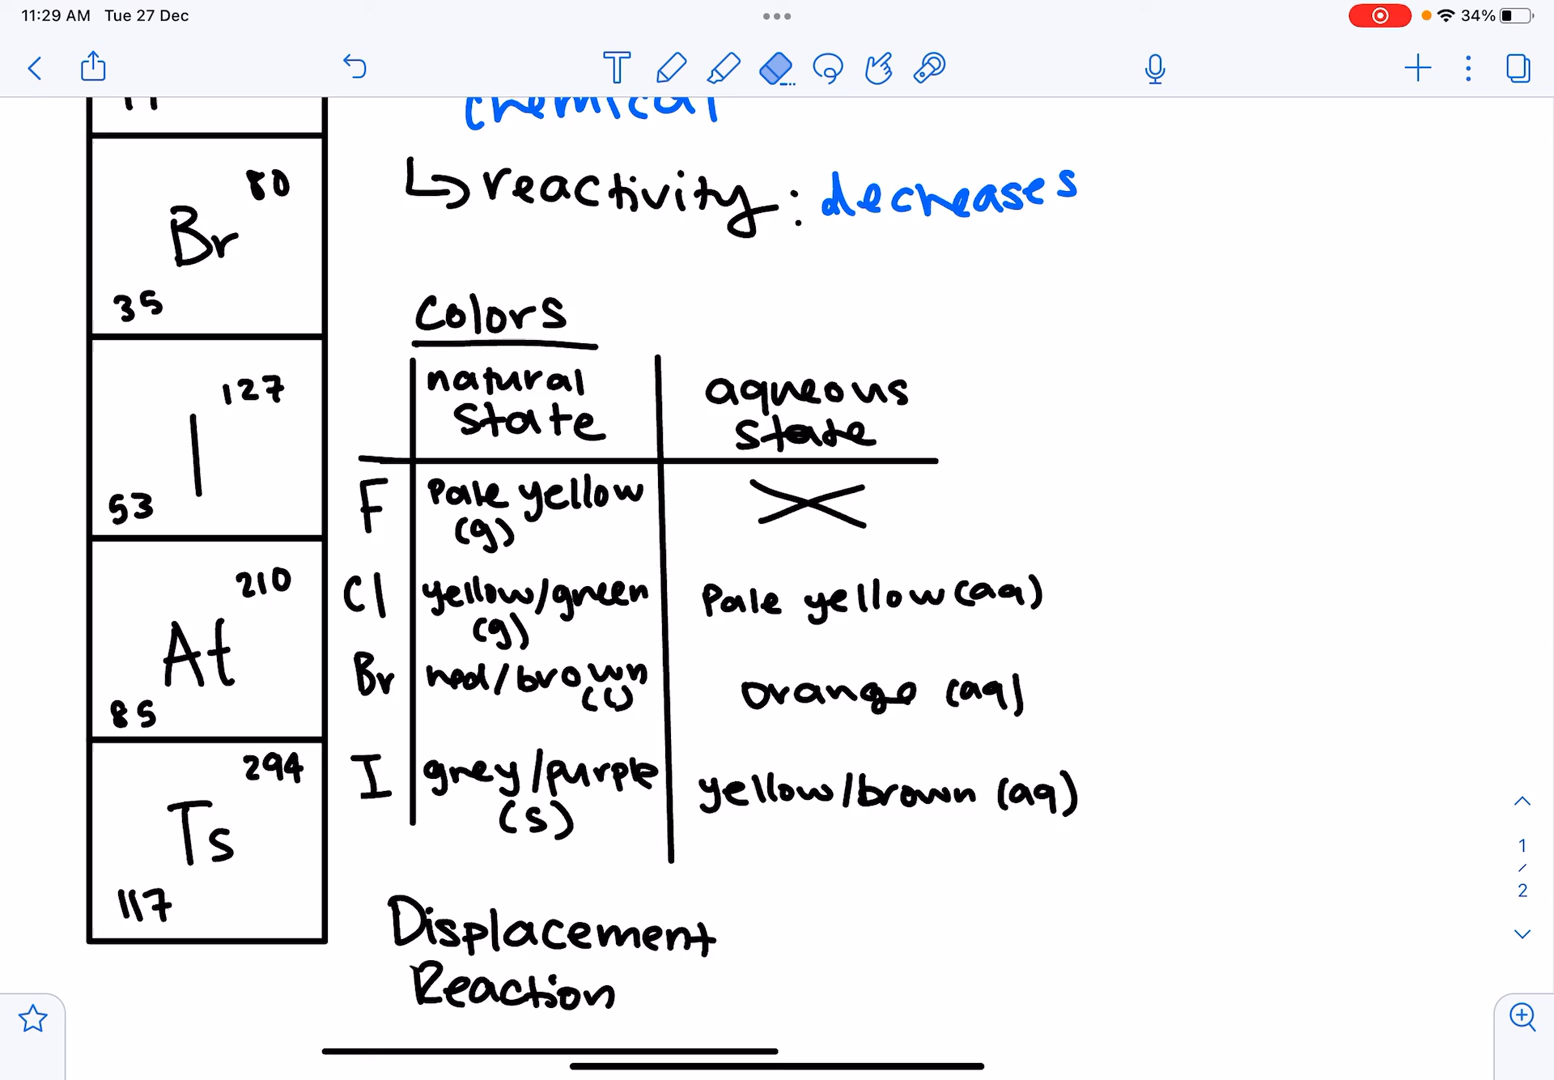 11:29 AM Tue 27 Dec
34%
chemical
80
Br
35
↳ reactivity: decreases
Colors
natural state
aqueous state
127
I
53
F
Pale yellow (g)
Cl
yellow/green (g)
Pale yellow (aq)
210
At
85
Br
red/brown (l)
orange (aq)
294
Ts
117
I
grey/purple (s)
yellow/brown (aq)
Displacement
Reaction
1
/
2